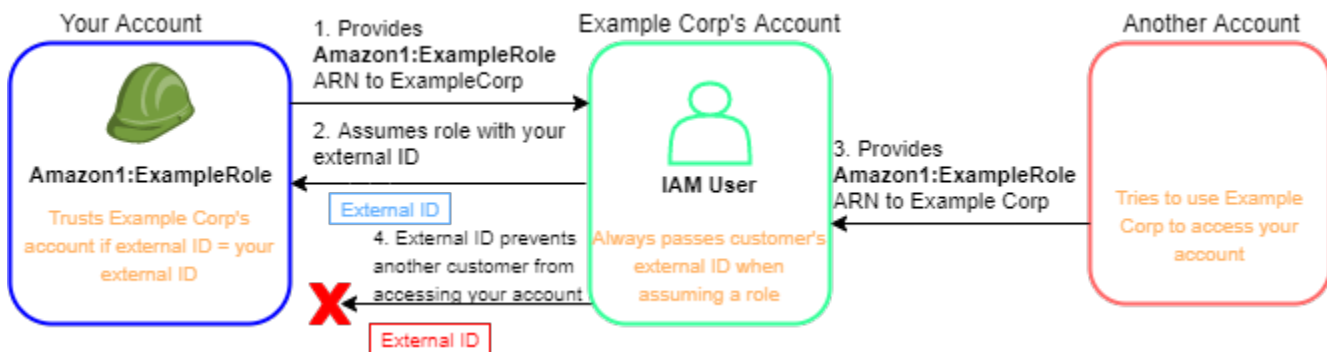 Your Account
Example Corp's Account
Another Account
1. Provides
Amazon1:ExampleRole
ARN to ExampleCorp
2. Assumes role with your
external ID
External ID
Amazon1:ExampleRole
Trusts Example Corp's
account if external ID = your
external ID
4. External ID prevents
another customer from
accessing your account
X
External ID
IAM User
Always passes customer's
external ID when
assuming a role
3. Provides
Amazon1:ExampleRole
ARN to Example Corp
Tries to use Example
Corp to access your
account